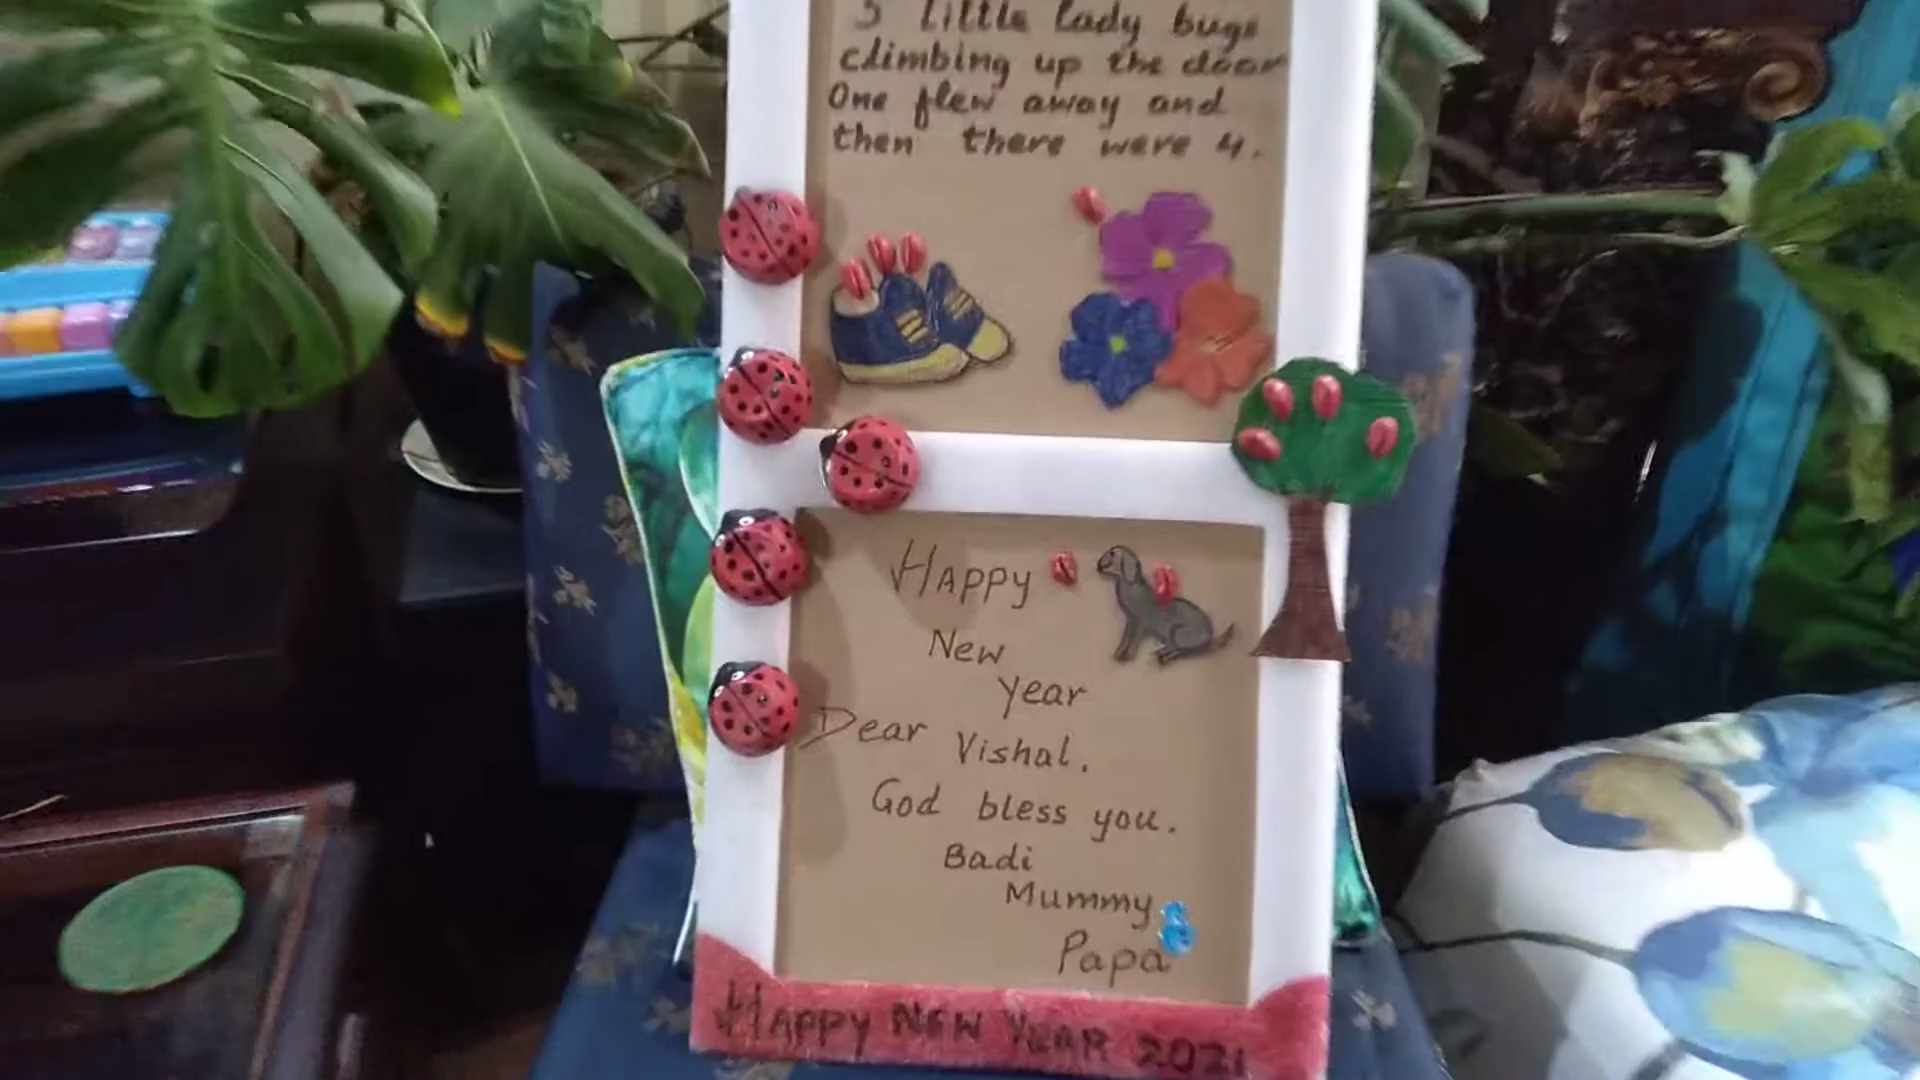 5 little lady bugs
climbing up the door
One flew away and
then there were 4.
Happy
New
Year
Dear Vishal.
God bless you.
Badi
Mummy &
Papa
HAPPY NEW YEAR 2021